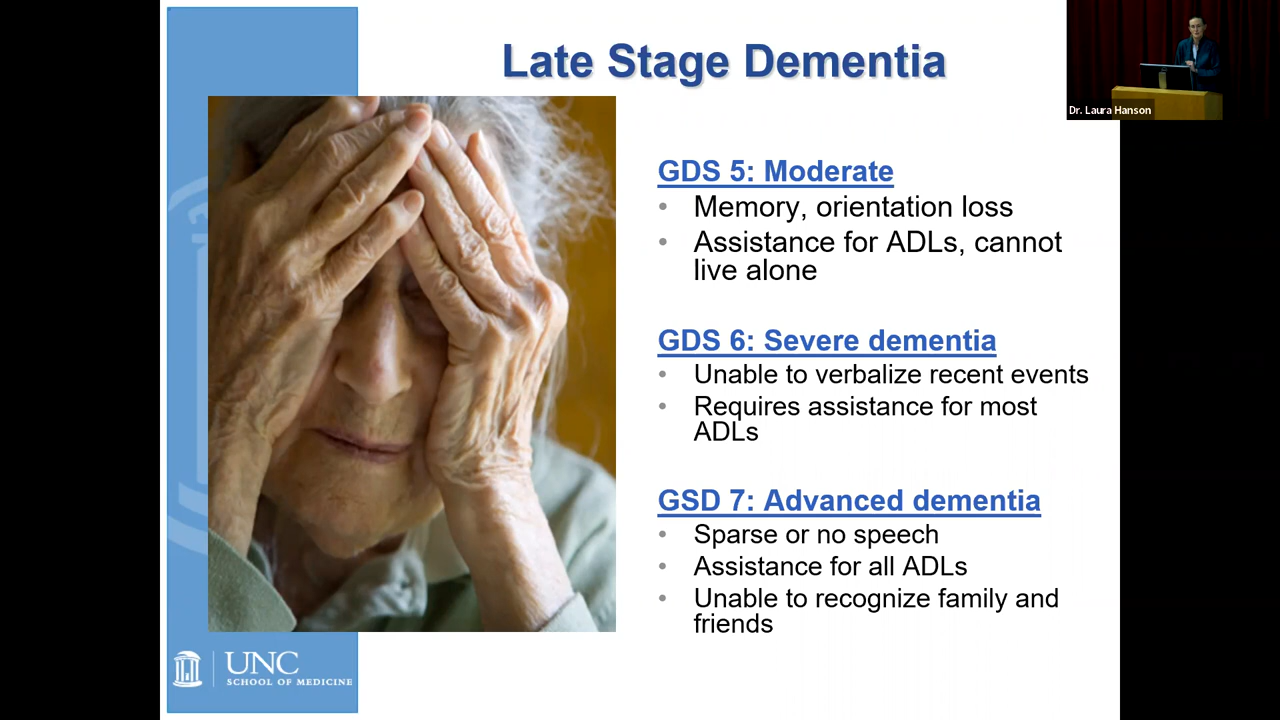 Late Stage Dementia
Dr. Laura Hanson
GDS 5: Moderate
• Memory, orientation loss
• Assistance for ADLs, cannot
live alone
GDS 6: Severe dementia
• Unable to verbalize recent events
• Requires assistance for most
ADLs
GSD 7: Advanced dementia
• Sparse or no speech
• Assistance for all ADLs
• Unable to recognize family and
friends
UNC
SCHOOL OF MEDICINE